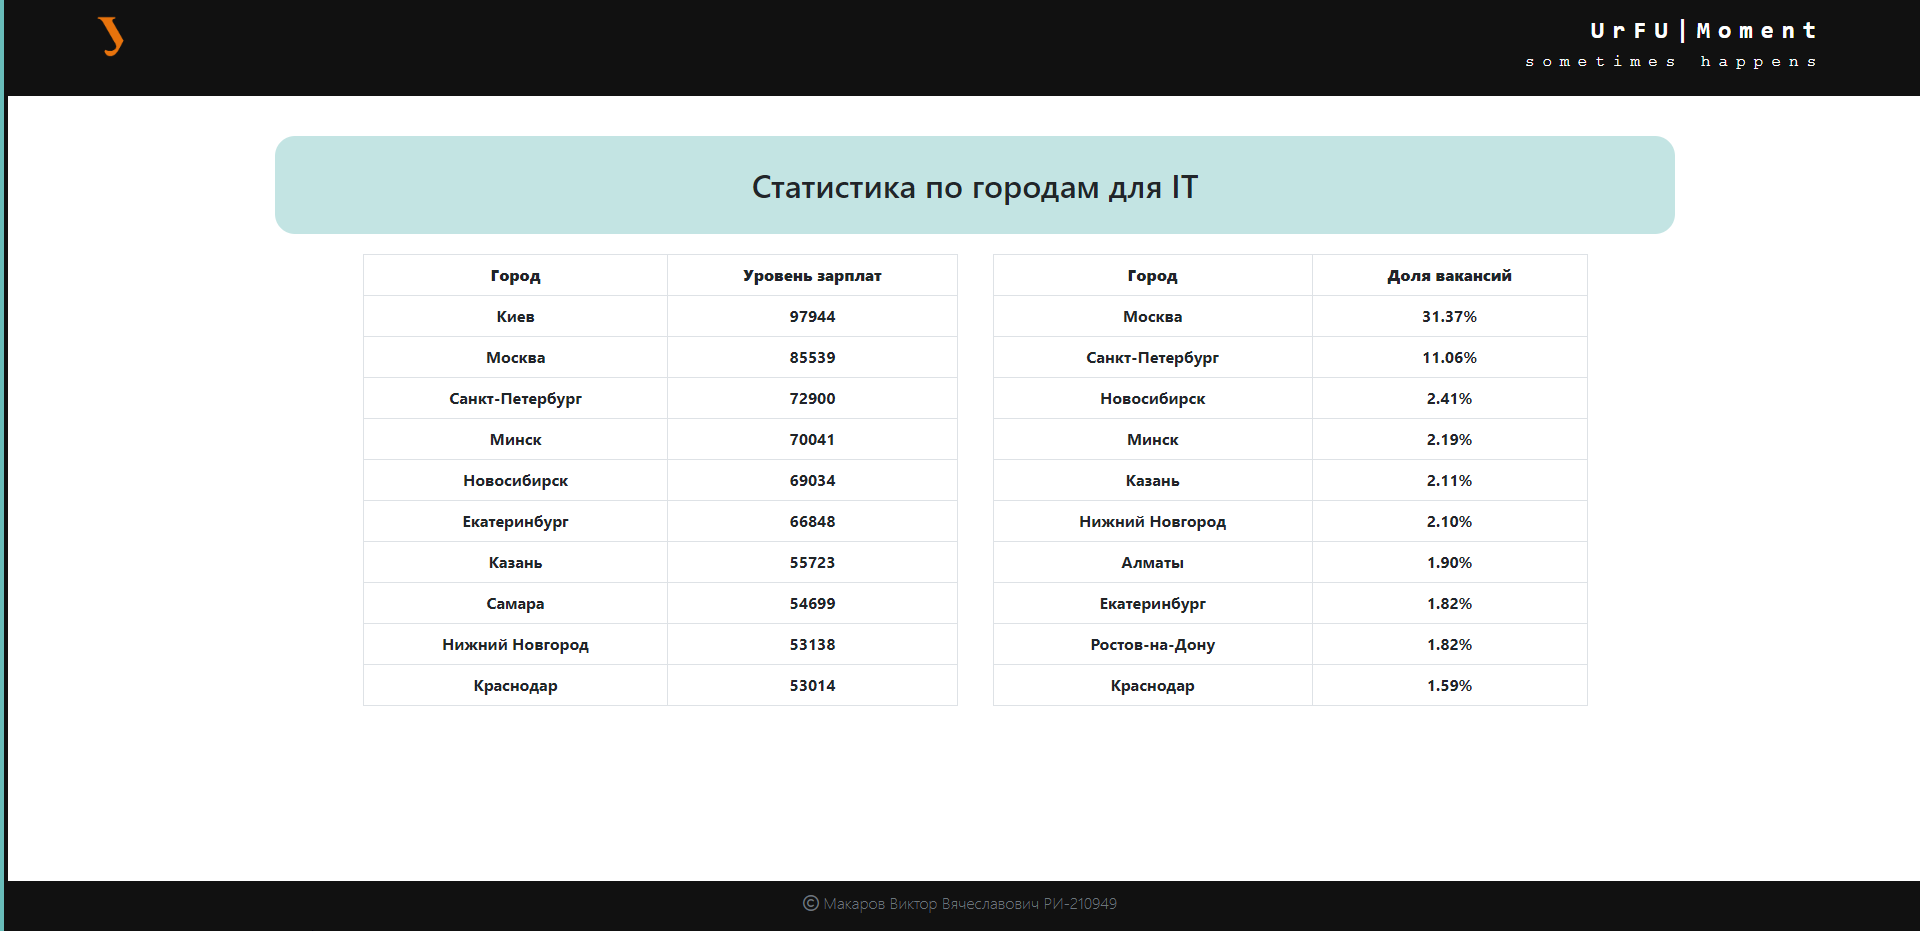 у
UrFU|Moment
sometimes happens
Статистика по городам для IT
Город Уровень зарплат
Киев 97944
Москва 85539
Санкт-Петербург 72900
Минск 70041
Новосибирск 69034
Екатеринбург 66848
Казань 55723
Самара 54699
Нижний Новгород 53138
Краснодар 53014
Город Доля вакансий
Москва 31.37%
Санкт-Петербург 11.06%
Новосибирск 2.41%
Минск 2.19%
Казань 2.11%
Нижний Новгород 2.10%
Алматы 1.90%
Екатеринбург 1.82%
Ростов-на-Дону 1.82%
Краснодар 1.59%
© Макаров Виктор Вячеславович РИ-210949